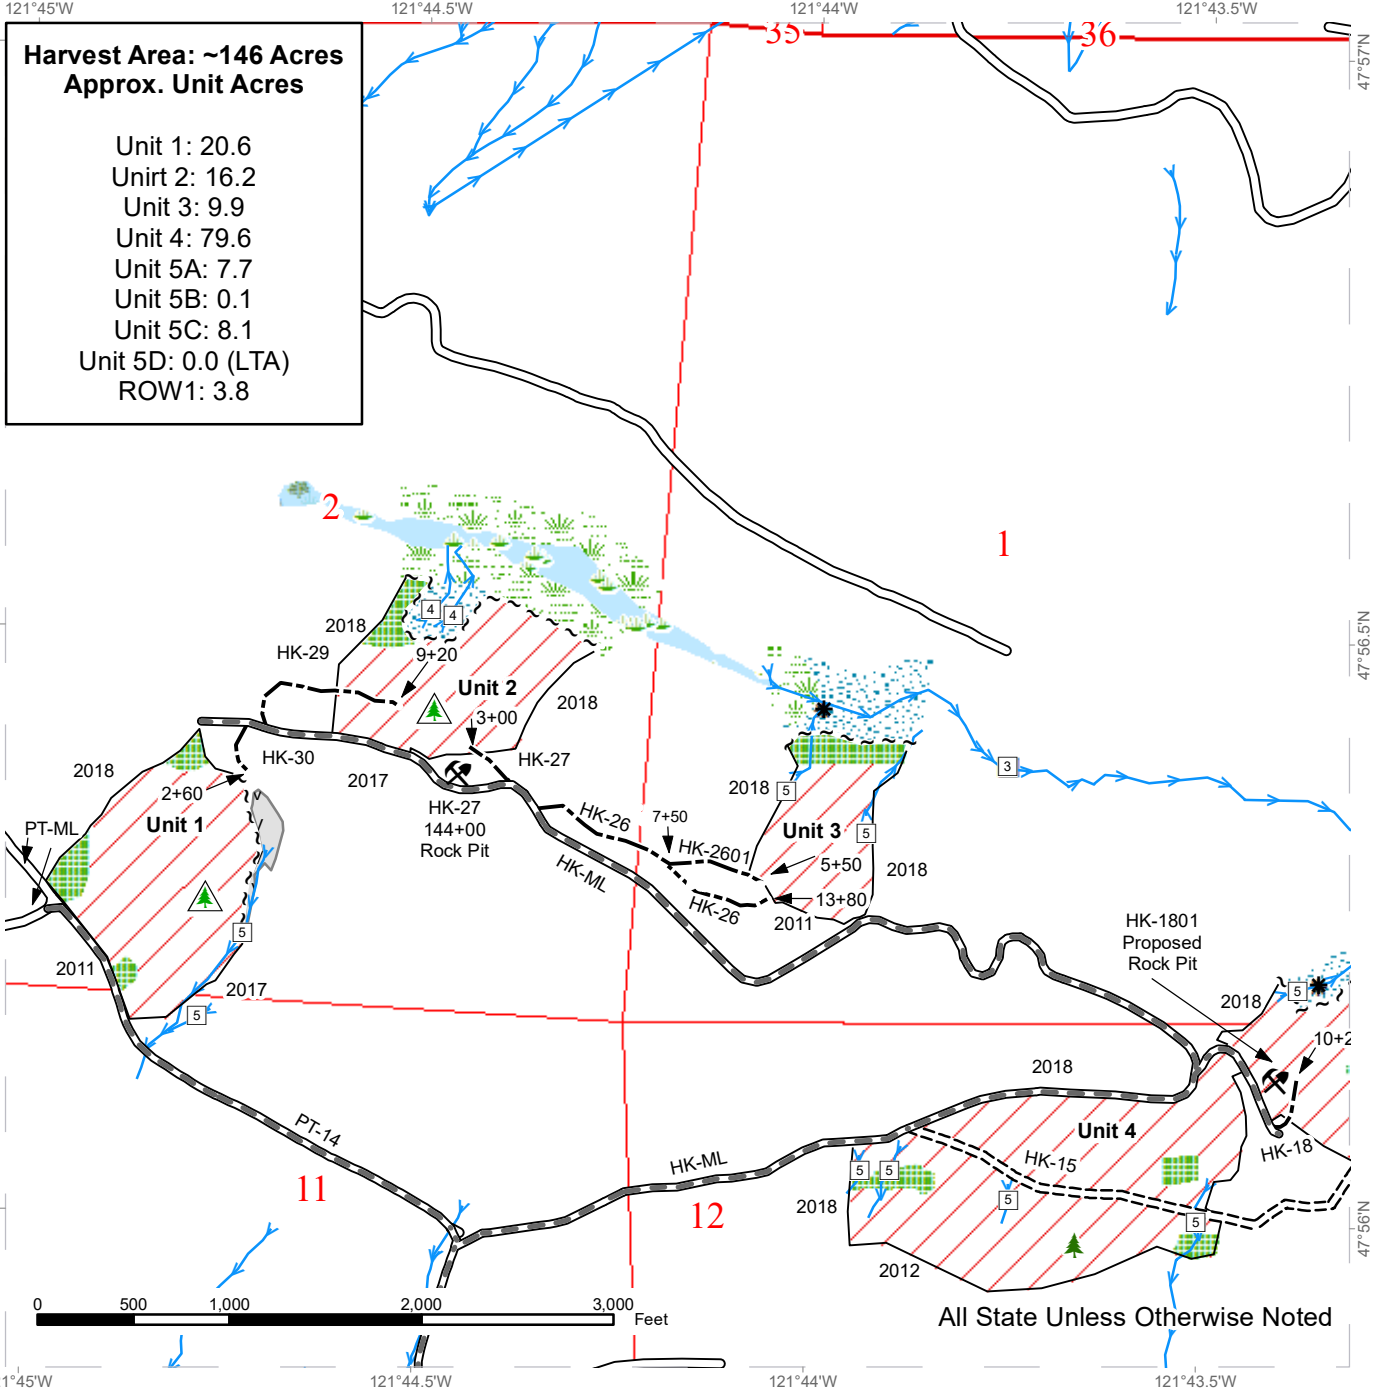 121°45'W
121°44.5'W
121°44'W
121°43.5'W
Harvest Area: ~146 Acres
Approx. Unit Acres
Unit 1: 20.6
Unirt 2: 16.2
Unit 3: 9.9
Unit 4: 79.6
Unit 5A: 7.7
Unit 5B: 0.1
Unit 5C: 8.1
Unit 5D: 0.0 (LTA)
ROW1: 3.8
35
36
47°57'N
2
1
2018
HK-29
4
4
9+20
Unit 2
2018
3+00
HK-27
HK-30
2017
HK-27
144+00
Rock Pit
47°56.5'N
2018
2+60
Unit 1
PT-ML
5
2011
2017
5
HK-26
7+50
HK-2601
HK-ML
HK-26
2018
5
Unit 3
5
5+50
2018
13+80
2011
3
HK-1801
Proposed
Rock Pit
2018
5
10+2
2018
Unit 4
HK-18
HK-15
PT-14
HK-ML
11
12
5
5
2018
5
5
2012
47°56'N
0
500
1,000
2,000
3,000
Feet
All State Unless Otherwise Noted
°45'W
121°44.5'W
121°44'W
121°43.5'W